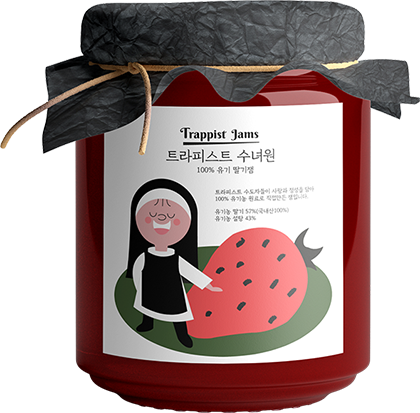 Trappist Jams
트라피스트 수녀원
100% 유기 딸기잼
트라피스트 수도자들이 사랑과 정성을 담아
100% 유기농 원료로 직접만든 잼입니다.
유기농 딸기 57%(국내산100%)
유기농 설탕 43%